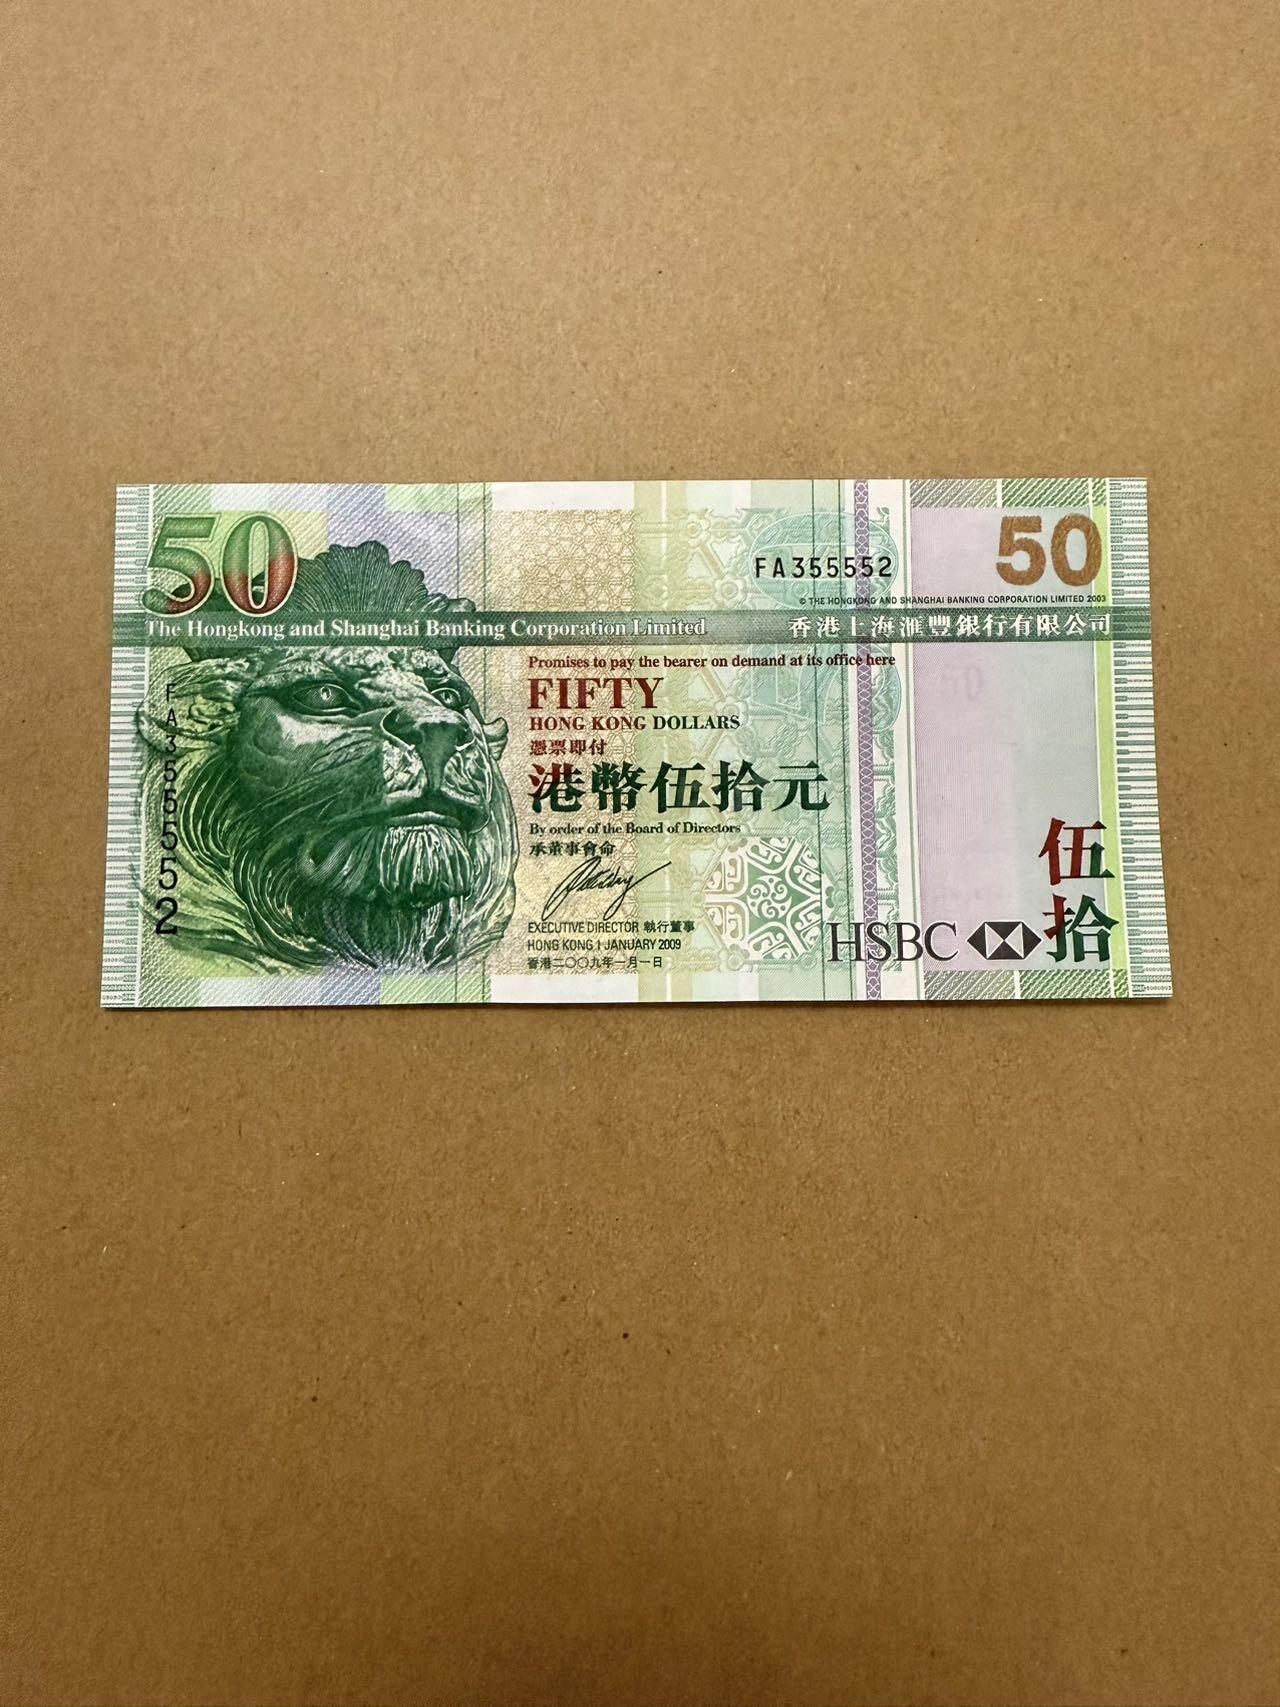 50
FA355552
50
© THE HONGKONG AND SHANGHAI BANKING CORPORATION LIMITED 2003
The Hongkong and Shanghai Banking Corporation Limited
香港上海滙豐銀行有限公司
Promises to pay the bearer on demand at its office here
FIFTY
HONG KONG DOLLARS
憑票即付
港幣伍拾元
By order of the Board of Directors
承董事會命
EXECUTIVE DIRECTOR 執行董事
HONG KONG 1 JANUARY 2009
香港二〇〇九年一月一日
FA355552
HSBC
伍拾